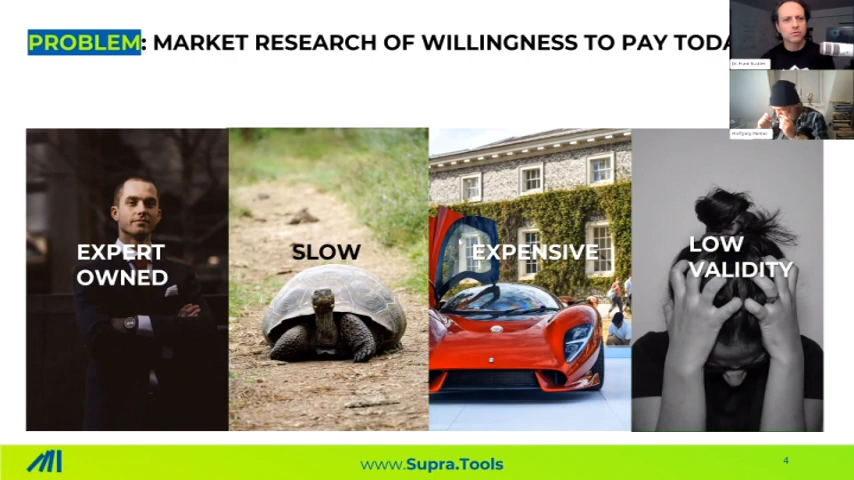 PROBLEM: MARKET RESEARCH OF WILLINGNESS TO PAY TODA
EXPERT
OWNED
SLOW
EXPENSIVE
LOW
VALIDITY
www.Supra.Tools
4